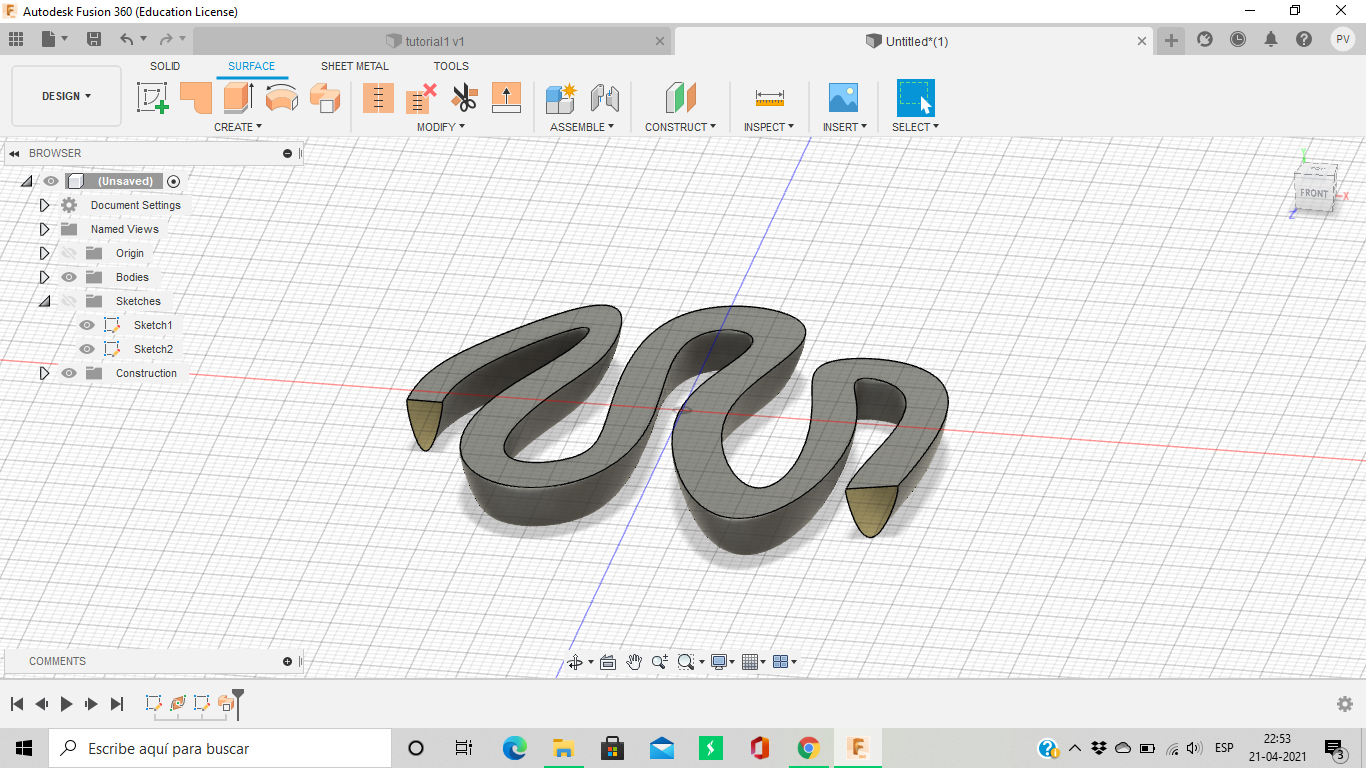 Autodesk Fusion 360 (Education License)
tutorial1 v1
Untitled*(1)
PV
SOLID SURFACE SHEET METAL TOOLS
DESIGN
CREATE MODIFY ASSEMBLE CONSTRUCT INSPECT INSERT SELECT
BROWSER
(Unsaved)
Document Settings
Named Views
Origin
Bodies
Sketches
Sketch1
Sketch2
Construction
Y
TOP
FRONT
X
Z
COMMENTS
Escribe aquí para buscar
ESP
22:53
21-04-2021
3